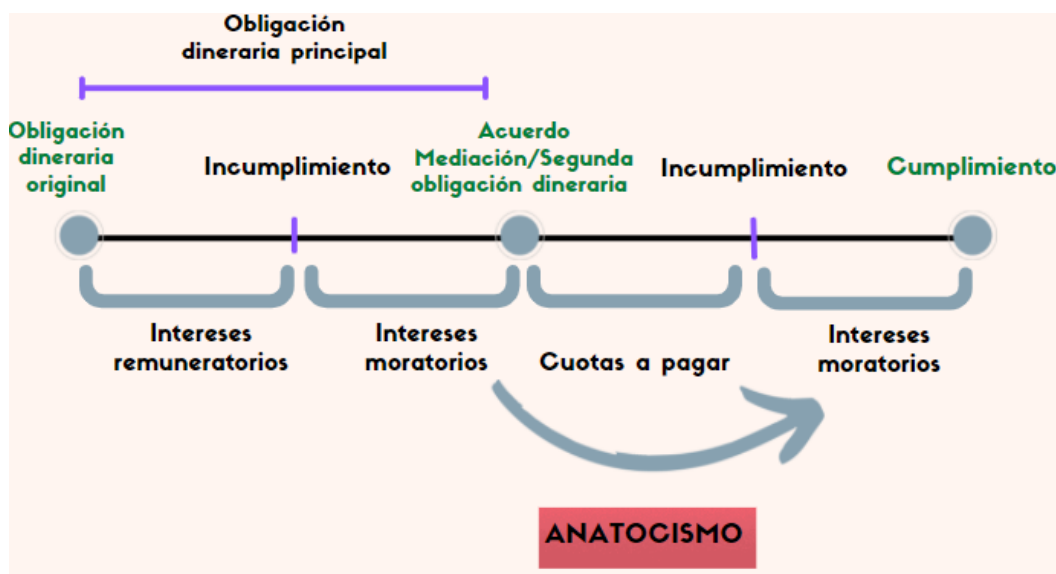 Obligación
dineraria principal
Obligación
dineraria
original
Incumplimiento
Acuerdo
Mediación/Segunda
obligación dineraria
Incumplimiento
Cumplimiento
Intereses
remuneratorios
Intereses
moratorios
Cuotas a pagar
Intereses
moratorios
ANATOCISMO